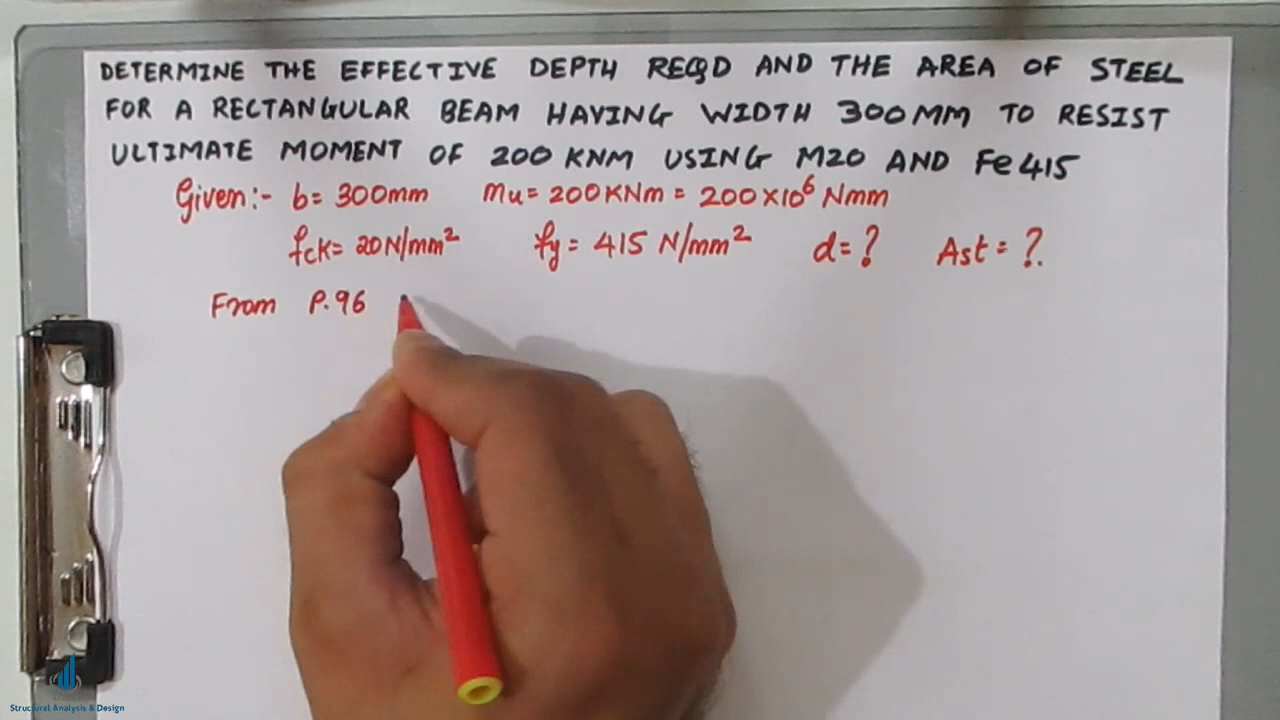 DETERMINE THE EFFECTIVE DEPTH REQD AND THE AREA OF STEEL
FOR A RECTANGULAR BEAM HAVING WIDTH 300MM TO RESIST
ULTIMATE MOMENT OF 200 KNM USING M20 AND Fe415
Given:- b= 300mm Mu= 200KNm = 200×10⁶ Nmm
fck= 20N/mm² fy= 415 N/mm² d=? Ast=?.
From P.96
Structural Analysis & Design